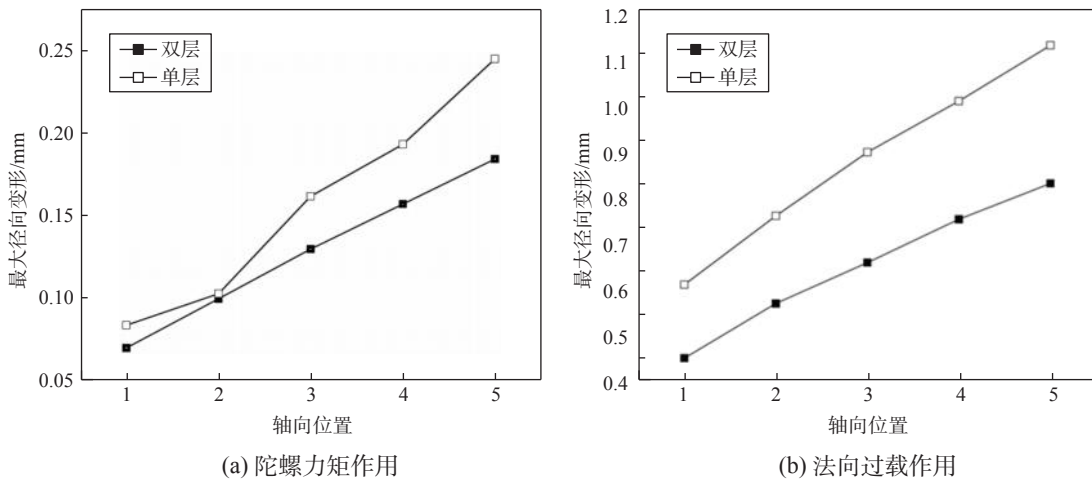 双层
单层
0.25
0.20
0.15
0.10
0.05
最大径向变形/mm
1 2 3 4 5
轴向位置
(a) 陀螺力矩作用
双层
单层
1.2
1.1
1.0
0.9
0.8
0.7
0.6
0.5
0.4
最大径向变形/mm
1 2 3 4 5
轴向位置
(b) 法向过载作用